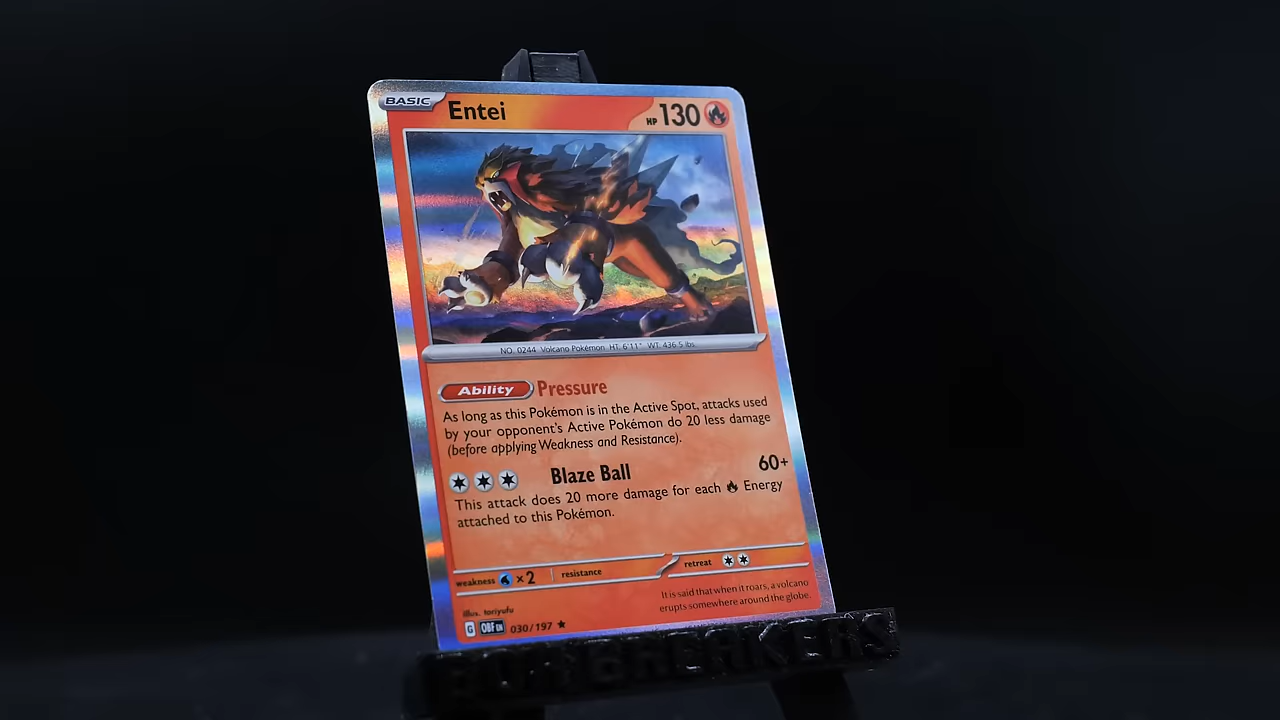 BASIC Entei HP 130
NO. 0244 Volcano Pokémon HT. 6'11" WT. 436.5 lbs.
Ability Pressure
As long as this Pokémon is in the Active Spot, attacks used
by your opponent's Active Pokémon do 20 less damage
(before applying Weakness and Resistance).
Blaze Ball 60+
This attack does 20 more damage for each Energy
attached to this Pokémon.
weakness ×2 resistance retreat
It is said that when it roars, a volcano
erupts somewhere around the globe.
Illus. toriyufu
G OBF EN 030/197 ★